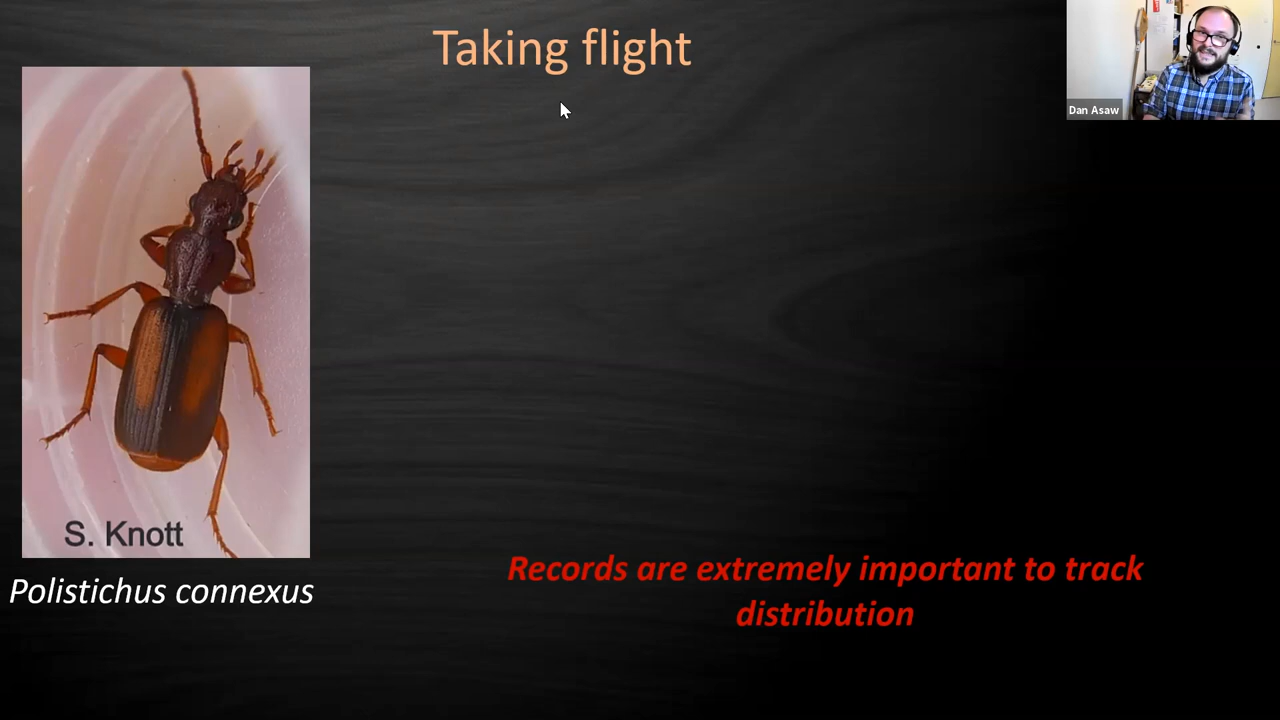 Taking flight
Dan Asaw
S. Knott
Polistichus connexus
Records are extremely important to track
distribution